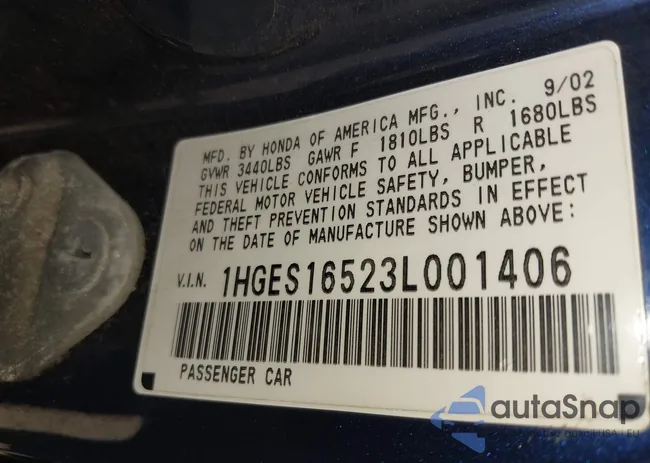 MFD. BY HONDA OF AMERICA MFG., INC. 9/02
GVWR 3440LBS GAWR F 1810LBS R 1680LBS
THIS VEHICLE CONFORMS TO ALL APPLICABLE
FEDERAL MOTOR VEHICLE SAFETY, BUMPER,
AND THEFT PREVENTION STANDARDS IN EFFECT
ON THE DATE OF MANUFACTURE SHOWN ABOVE:
V.I.N. 1HGES16523L001406
PASSENGER CAR
autaSnap
USA | EU